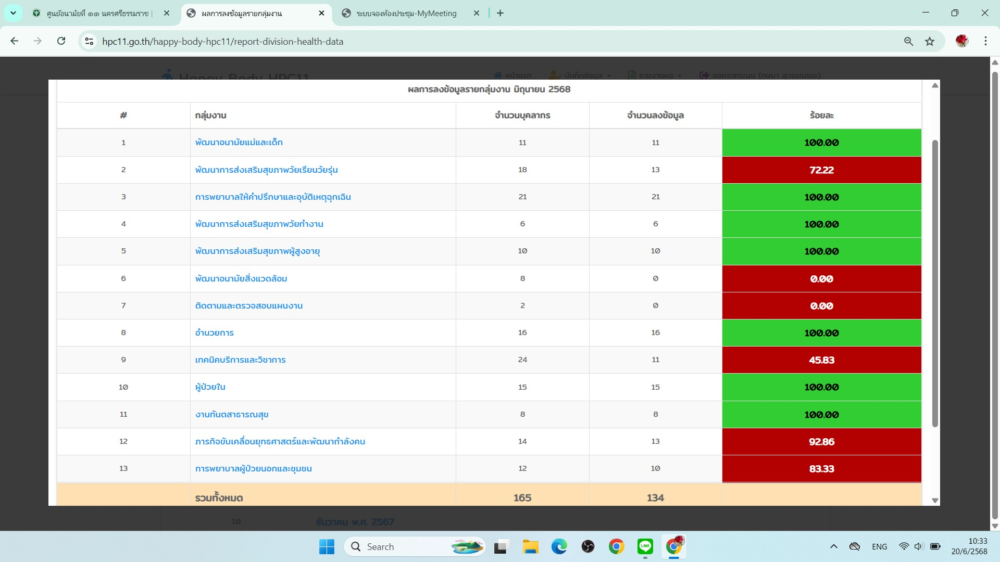 ศูนย์อนามัยที่ ๑๑ นครศรีธรรมราช |
ผลการลงข้อมูลรายกลุ่มงาน
ระบบจองห้องประชุม-MyMeeting
hpc11.go.th/happy-body-hpc11/report-division-health-data
Happy Body HPC11
หน้าแรก
บันทึกข้อมูล
รายงานผล
ออกจากระบบ (กษมา สุวรรณธนะ)
ผลการลงข้อมูลรายกลุ่มงาน มิถุนายน 2568
# กลุ่มงาน จำนวนบุคลากร จำนวนลงข้อมูล ร้อยละ
1 พัฒนาอนามัยแม่และเด็ก 11 11 100.00
2 พัฒนาการส่งเสริมสุขภาพวัยเรียนวัยรุ่น 18 13 72.22
3 การพยาบาลให้คำปรึกษาและอุบัติเหตุฉุกเฉิน 21 21 100.00
4 พัฒนาการส่งเสริมสุขภาพวัยทำงาน 6 6 100.00
5 พัฒนาการส่งเสริมสุขภาพผู้สูงอายุ 10 10 100.00
6 พัฒนาอนามัยสิ่งแวดล้อม 8 0 0.00
7 ติดตามและตรวจสอบแผนงาน 2 0 0.00
8 อำนวยการ 16 16 100.00
9 เทคนิคบริการและวิชาการ 24 11 45.83
10 ผู้ป่วยใน 15 15 100.00
11 งานทันตสาธารณสุข 8 8 100.00
12 ภารกิจขับเคลื่อนยุทธศาสตร์และพัฒนากำลังคน 14 13 92.86
13 การพยาบาลผู้ป่วยนอกและชุมชน 12 10 83.33
รวมทั้งหมด 165 134
10 ธันวาคม พ.ศ. 2567
Search
LINE
ENG
10:33
20/6/2568